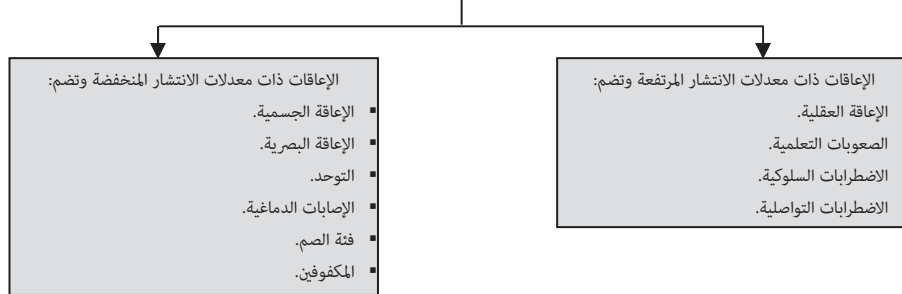 الإعاقات ذات معدلات الانتشار المرتفعة وتضم:
الإعاقة العقلية.
الصعوبات التعلمية.
الاضطرابات السلوكية.
الاضطرابات التواصلية.
الإعاقات ذات معدلات الانتشار المنخفضة وتضم:
▪ الإعاقة الجسمية.
▪ الإعاقة البصرية.
▪ التوحد.
▪ الإصابات الدماغية.
▪ فئة الصم.
▪ المكفوفين.